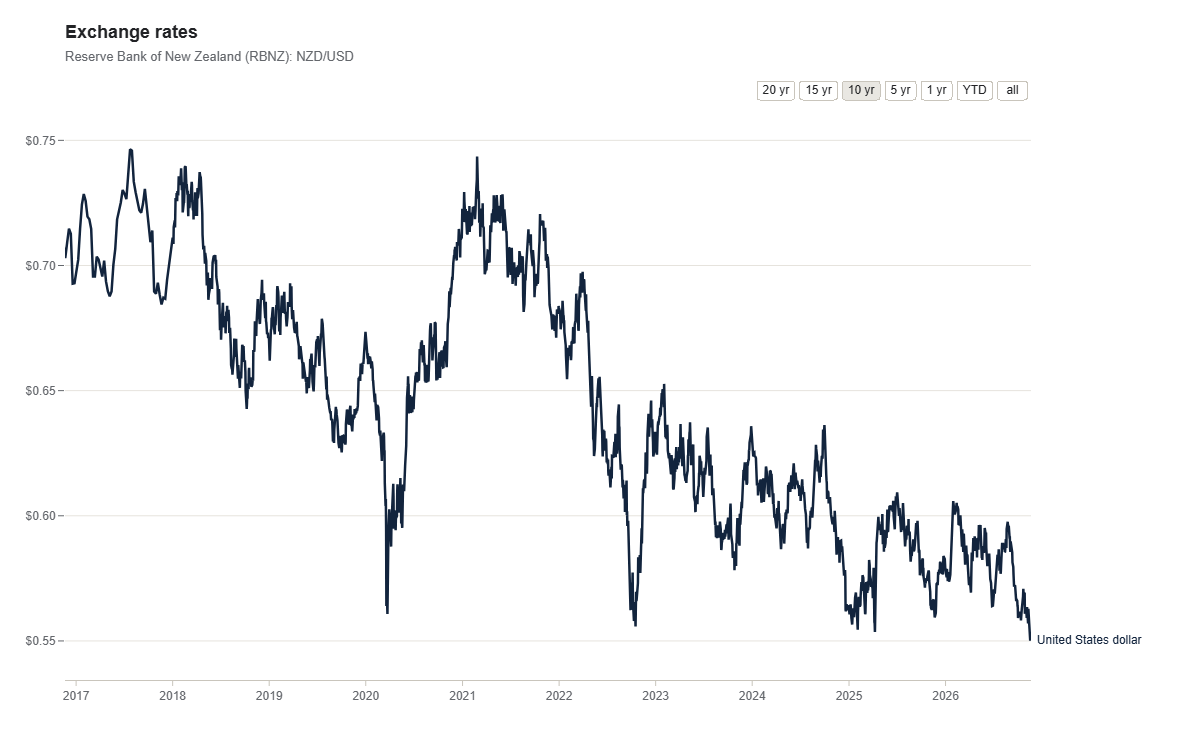 Exchange rates
Reserve Bank of New Zealand (RBNZ): NZD/USD
20 yr 15 yr 10 yr 5 yr 1 yr YTD all
$0.75
$0.70
$0.65
$0.60
$0.55
United States dollar
2017 2018 2019 2020 2021 2022 2023 2024 2025 2026